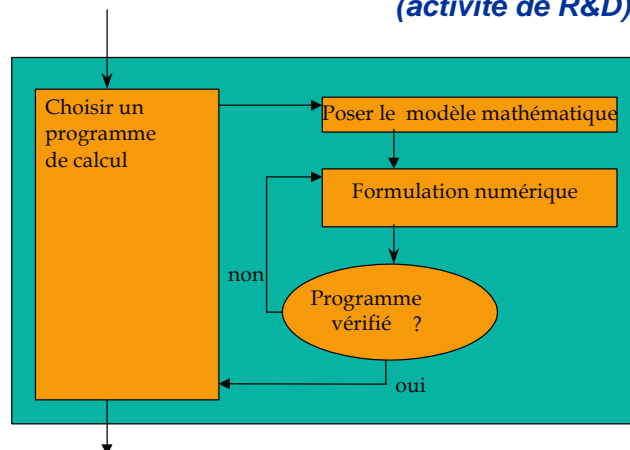 (activité de R&D)
Choisir un
programme
de calcul
Poser le modèle mathématique
Formulation numérique
non
Programme
vérifié ?
oui